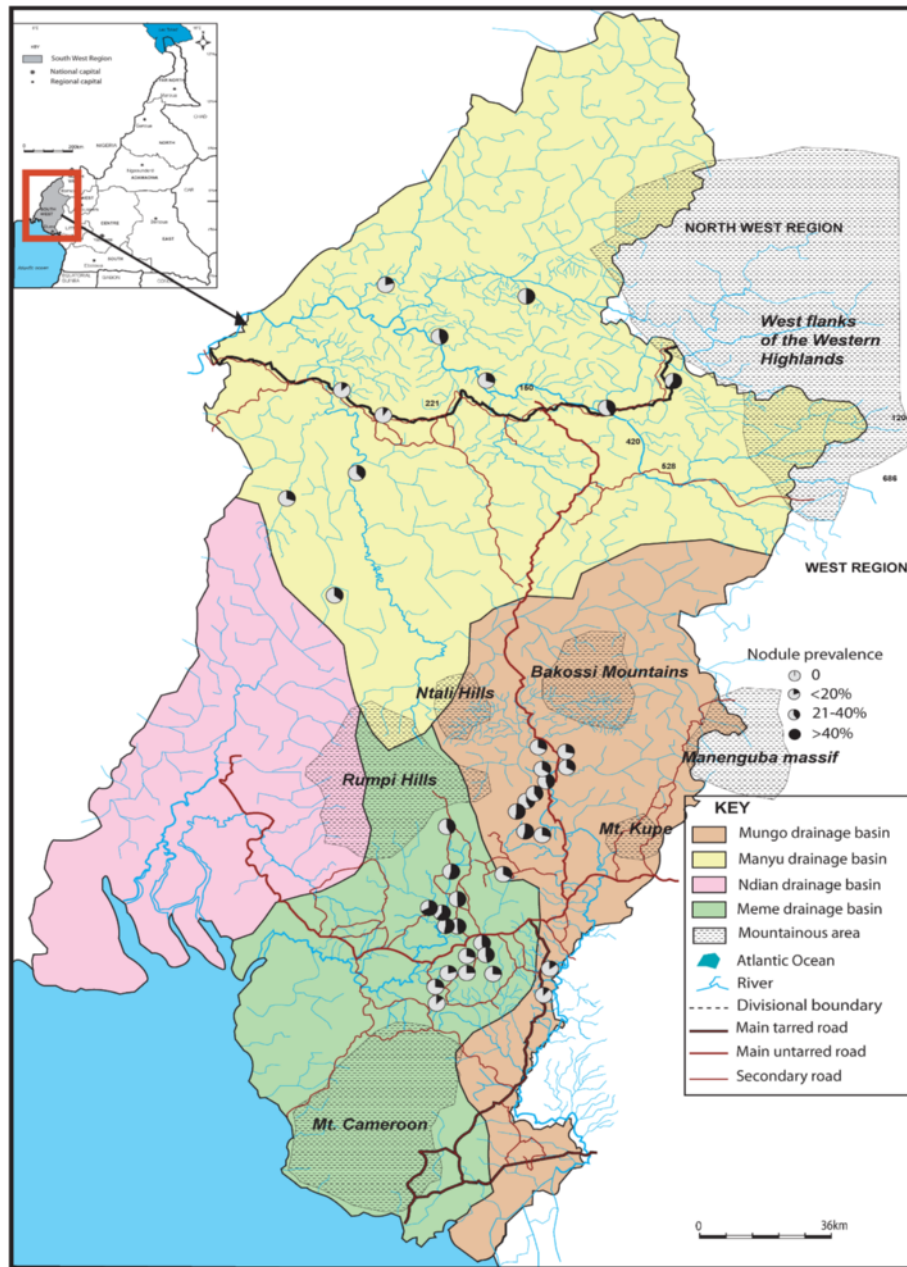 KEY
South West Region
National capital
Regional capital
NIGERIA
NORTH
ADAMAWA
CENTRE
EAST
SOUTH
NORTH WEST REGION
West flanks
of the Western
Highlands
221
160
420
528
120
686
WEST REGION
Bakossi Mountains
Ntali Hills
Rumpi Hills
Manenguba massif
Mt. Kupe
Mt. Cameroon
Nodule prevalence
0
<20%
21-40%
>40%
KEY
Mungo drainage basin
Manyu drainage basin
Ndian drainage basin
Meme drainage basin
Mountainous area
Atlantic Ocean
River
Divisional boundary
Main tarred road
Main untarred road
Secondary road
0 36km